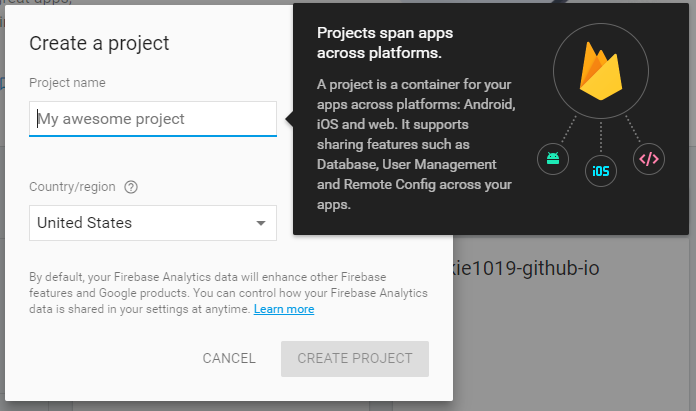 Create a project
Project name
My awesome project
Country/region
United States
By default, your Firebase Analytics data will enhance other Firebase
features and Google products. You can control how your Firebase Analytics
data is shared in your settings at anytime. Learn more
CANCEL
CREATE PROJECT
Projects span apps
across platforms.
A project is a container for your
apps across platforms: Android,
iOS and web. It supports
sharing features such as
Database, User Management
and Remote Config across your
apps.
iOS
</>
kie1019-github-io